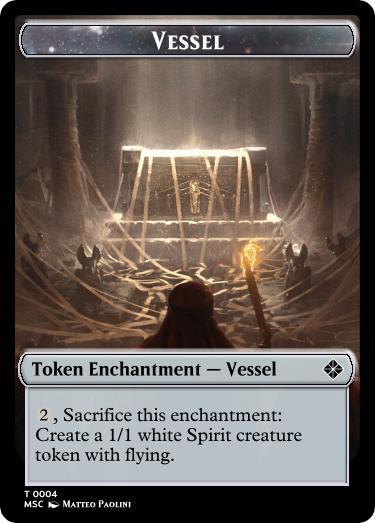 Vessel
Token Enchantment — Vessel
2, Sacrifice this enchantment:
Create a 1/1 white Spirit creature
token with flying.
T 0004
MSC Matteo Paolini